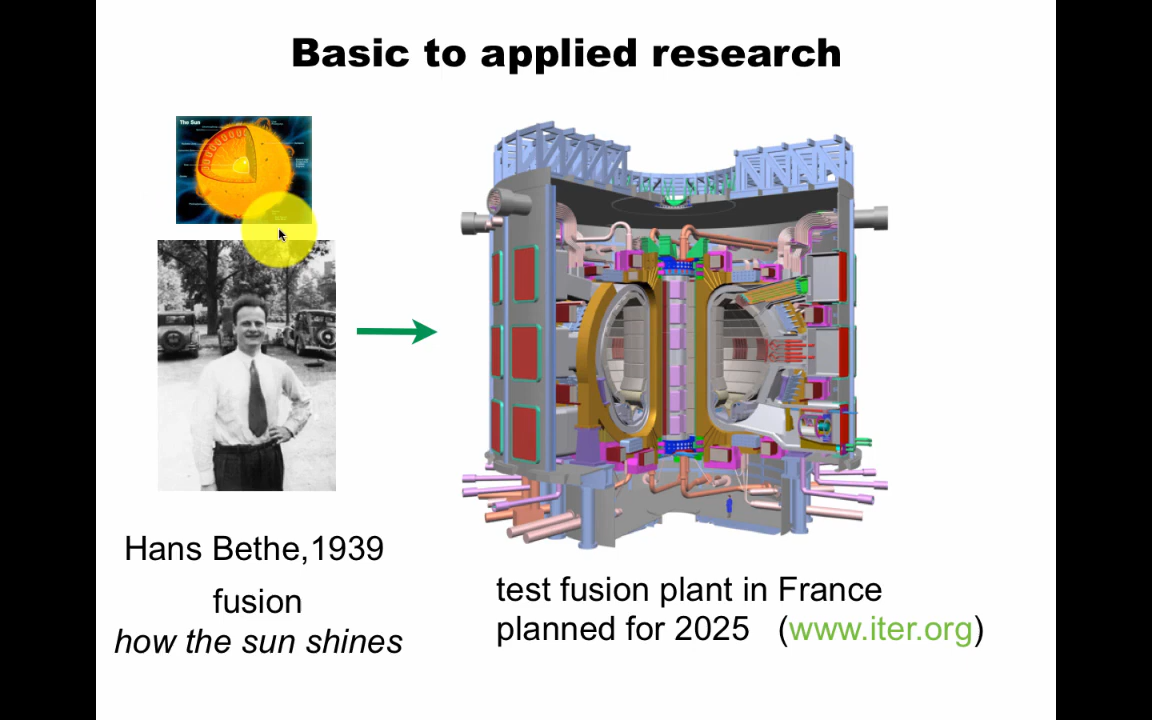 Basic to applied research
The Sun
Hans Bethe,1939
fusion
how the sun shines
test fusion plant in France
planned for 2025 (www.iter.org)